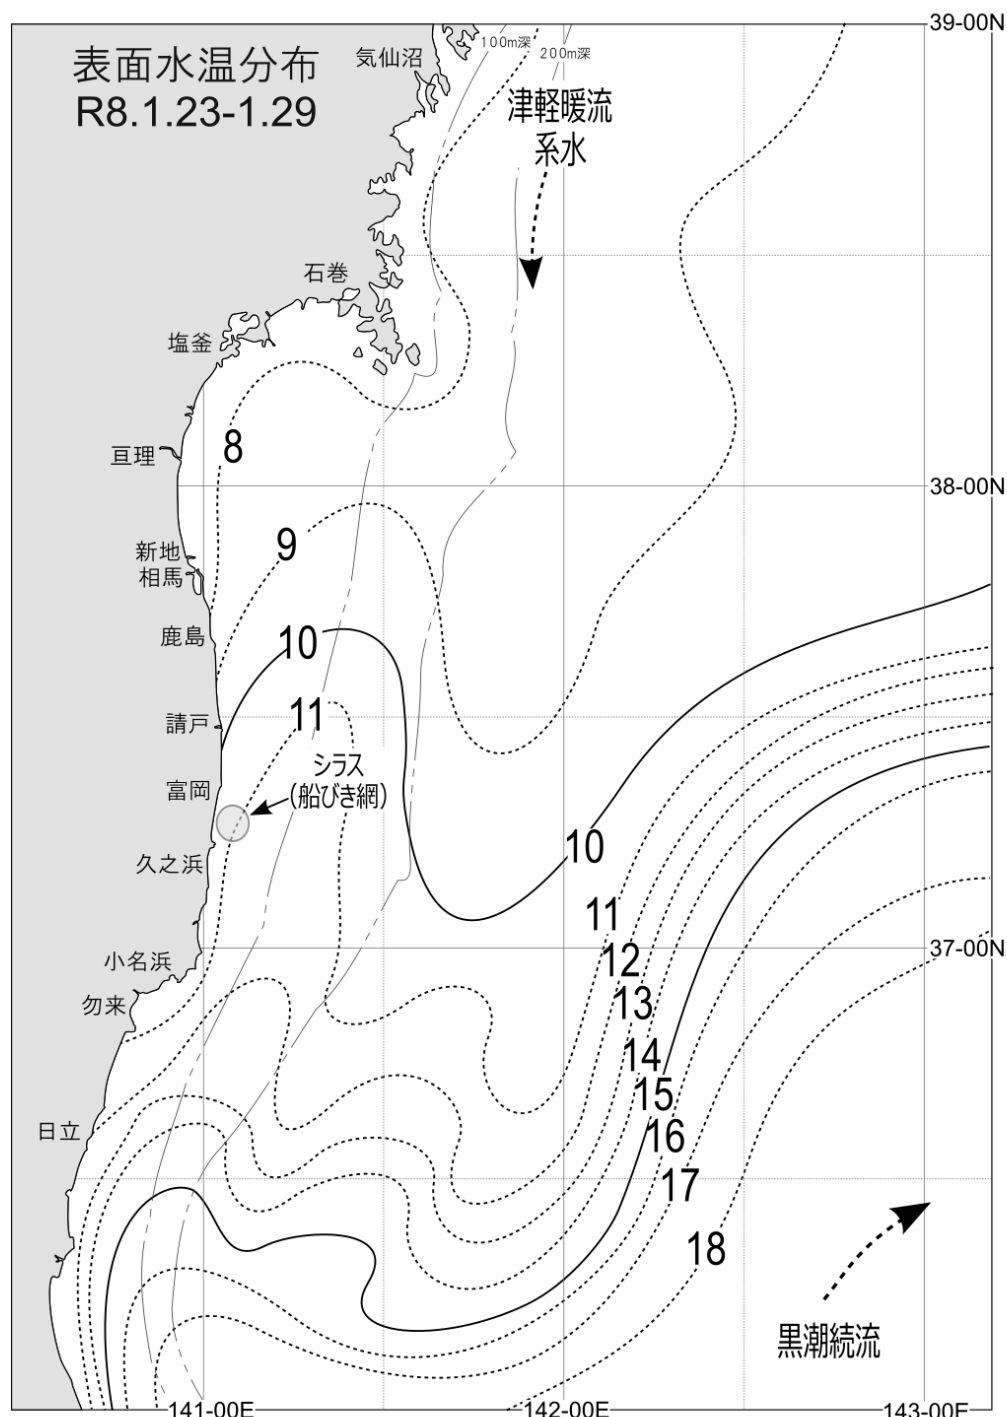 表面水温分布
R8.1.23-1.29
気仙沼
100m深
200m深
39-00N
津軽暖流
系水
石巻
塩釜
亘理
8
38-00N
新地
相馬
9
鹿島
10
請戸
11
シラス
(船びき網)
富岡
久之浜
10
11
小名浜
12
37-00N
勿来
13
14
15
日立
16
17
18
黒潮続流
141-00E
142-00E
143-00E